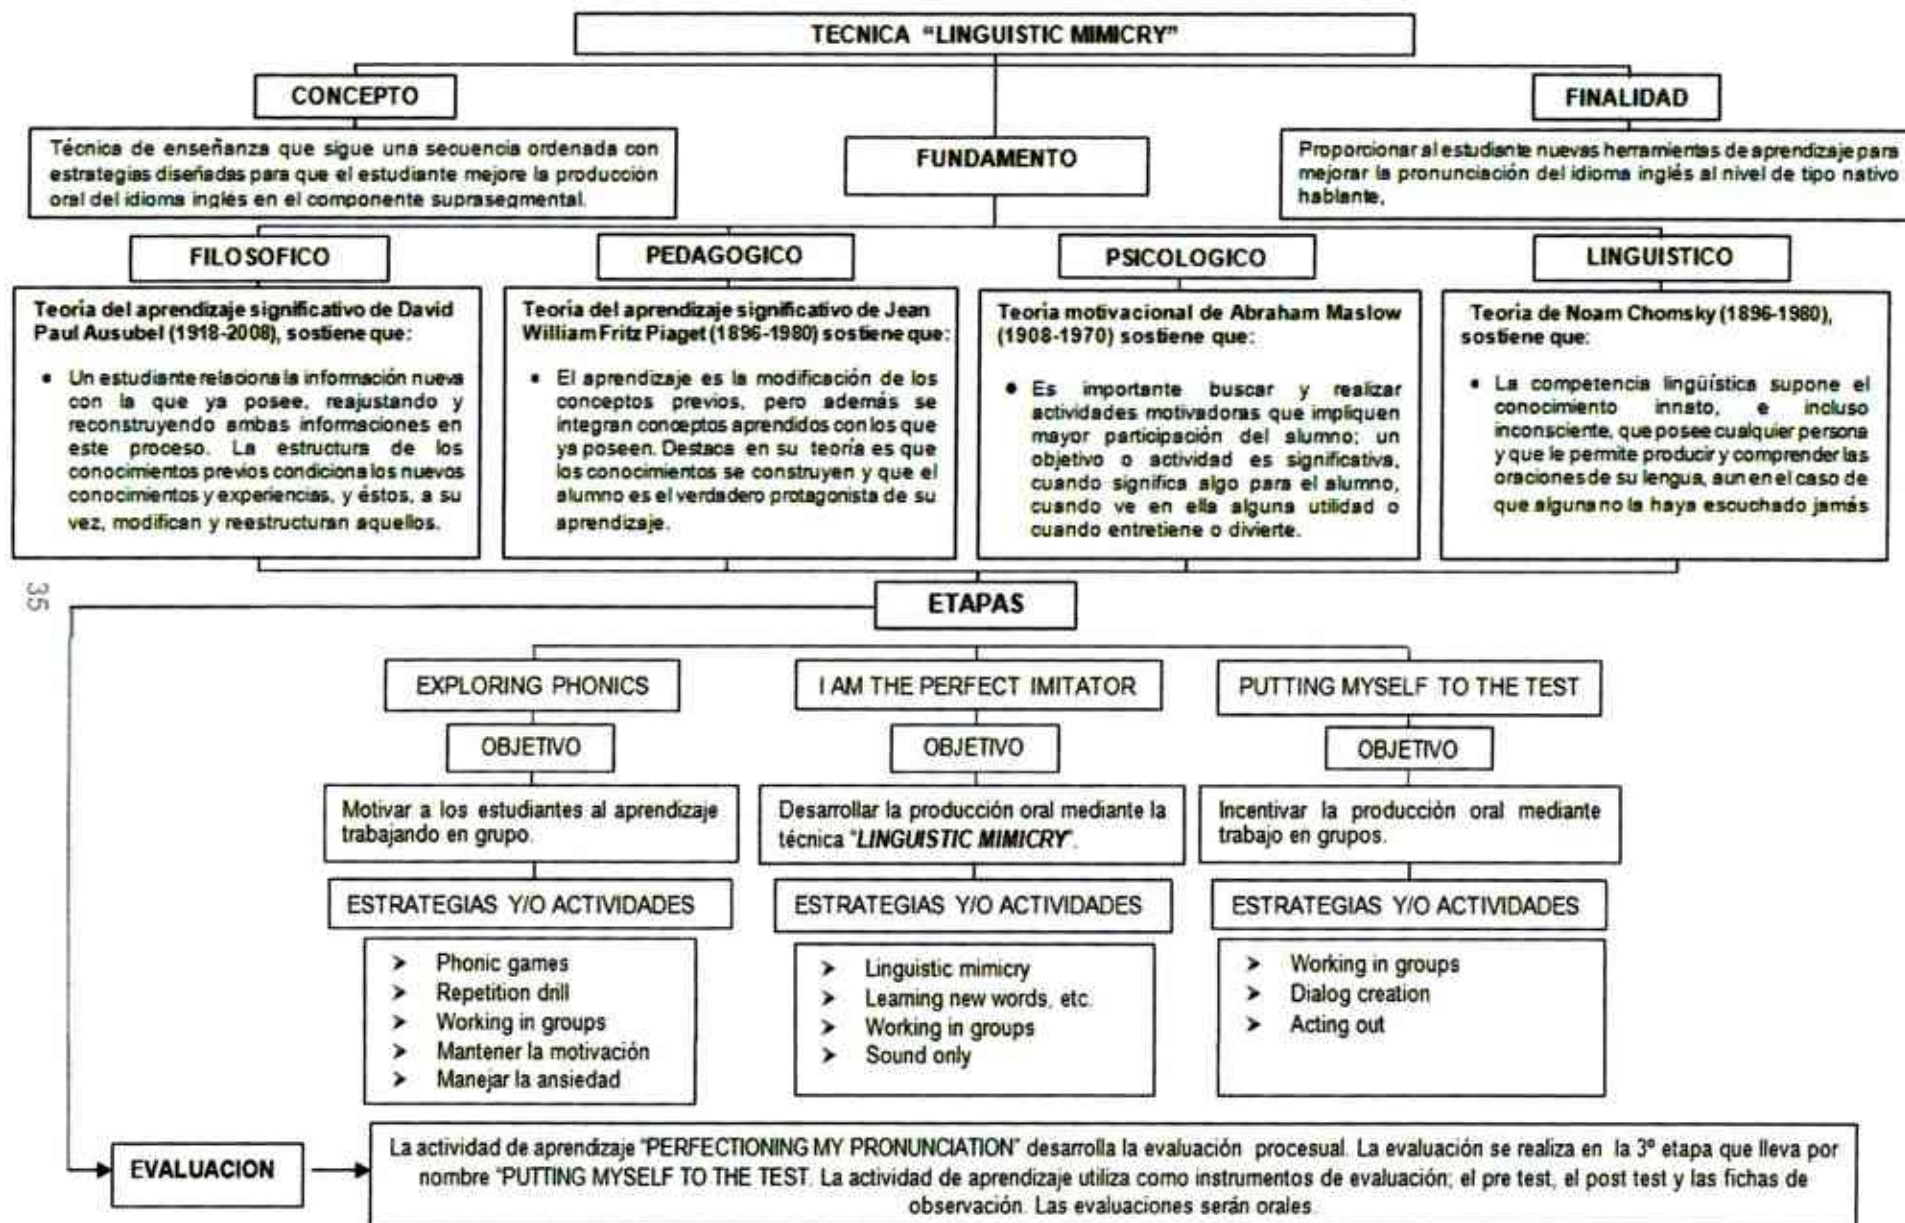 TECNICA "LINGUISTIC MIMICRY"
CONCEPTO
Técnica de enseñanza que sigue una secuencia ordenada con
estrategias diseñadas para que el estudiante mejore la producción
oral del idioma inglés en el componente suprasegmental.
FUNDAMENTO
FINALIDAD
Proporcionar al estudiante nuevas herramientas de aprendizaje para
mejorar la pronunciación del idioma inglés al nivel de tipo nativo
hablante,
FILOSOFICO
Teoría del aprendizaje significativo de David
Paul Ausubel (1918-2008), sostiene que:
• Un estudiante relaciona la información nueva
con la que ya posee, reajustando y
reconstruyendo ambas informaciones en
este proceso. La estructura de los
conocimientos previos condiciona los nuevos
conocimientos y experiencias, y éstos, a su
vez, modifican y reestructuran aquellos.
PEDAGOGICO
Teoría del aprendizaje significativo de Jean
William Fritz Piaget (1896-1980) sostiene que:
• El aprendizaje es la modificación de los
conceptos previos, pero además se
integran conceptos aprendidos con los que
ya poseen. Destaca en su teoría es que
los conocimientos se construyen y que el
alumno es el verdadero protagonista de su
aprendizaje.
PSICOLOGICO
Teoría motivacional de Abraham Maslow
(1908-1970) sostiene que:
• Es importante buscar y realizar
actividades motivadoras que impliquen
mayor participación del alumno; un
objetivo o actividad es significativa,
cuando significa algo para el alumno,
cuando ve en ella alguna utilidad o
cuando entretiene o divierte.
LINGUISTICO
Teoría de Noam Chomsky (1896-1980),
sostiene que:
• La competencia lingüística supone el
conocimiento innato, e incluso
inconsciente, que posee cualquier persona
y que le permite producir y comprender las
oraciones de su lengua, aun en el caso de
que alguna no la haya escuchado jamás
35
ETAPAS
EXPLORING PHONICS
OBJETIVO
Motivar a los estudiantes al aprendizaje
trabajando en grupo.
ESTRATEGIAS Y/O ACTIVIDADES
➤ Phonic games
➤ Repetition drill
➤ Working in groups
➤ Mantener la motivación
➤ Manejar la ansiedad
I AM THE PERFECT IMITATOR
OBJETIVO
Desarrollar la producción oral mediante la
técnica "LINGUISTIC MIMICRY".
ESTRATEGIAS Y/O ACTIVIDADES
➤ Linguistic mimicry
➤ Learning new words, etc.
➤ Working in groups
➤ Sound only
PUTTING MYSELF TO THE TEST
OBJETIVO
Incentivar la producción oral mediante
trabajo en grupos.
ESTRATEGIAS Y/O ACTIVIDADES
➤ Working in groups
➤ Dialog creation
➤ Acting out
EVALUACION
La actividad de aprendizaje "PERFECTIONING MY PRONUNCIATION" desarrolla la evaluación procesual. La evaluación se realiza en la 3º etapa que lleva por
nombre "PUTTING MYSELF TO THE TEST. La actividad de aprendizaje utiliza como instrumentos de evaluación; el pre test, el post test y las fichas de
observación. Las evaluaciones serán orales.